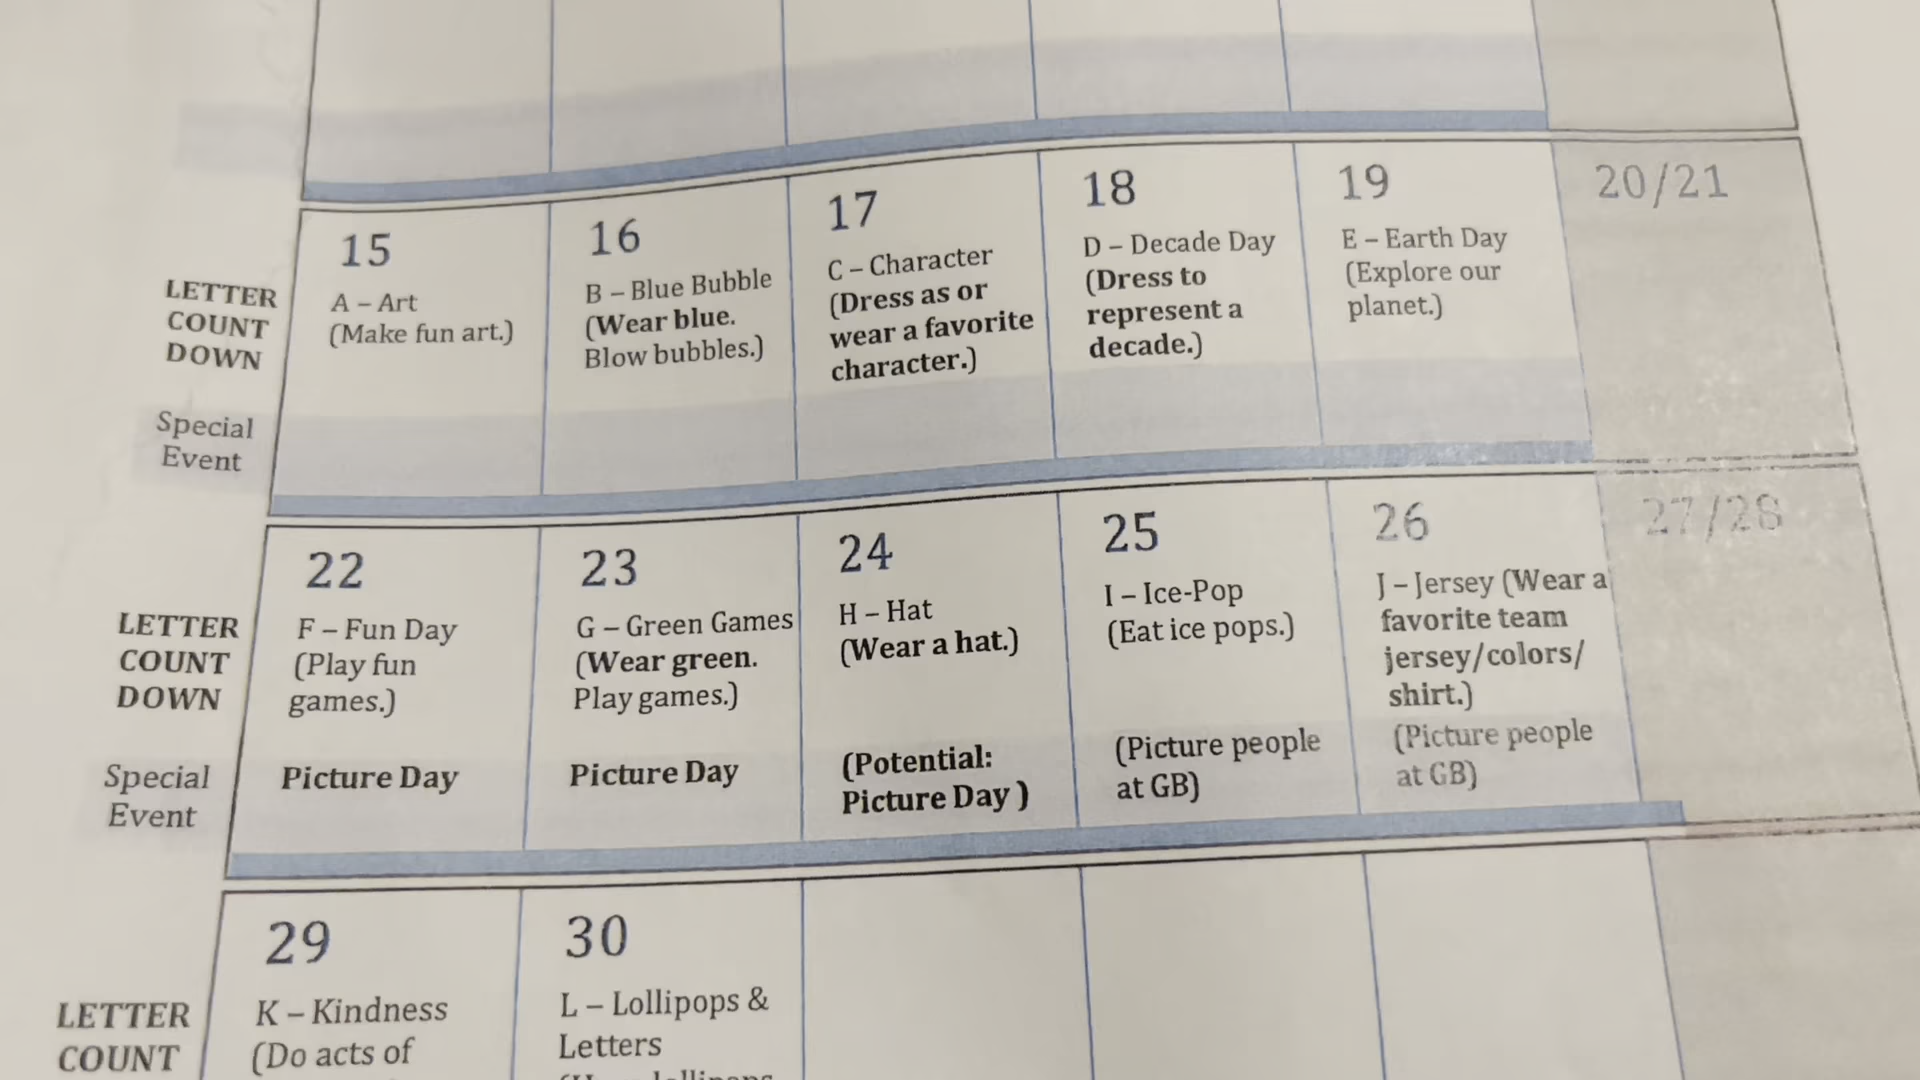 15
16
17
18
19
20/21
LETTER
COUNT
DOWN
A – Art
(Make fun art.)
B – Blue Bubble
(Wear blue.
Blow bubbles.)
C – Character
(Dress as or
wear a favorite
character.)
D – Decade Day
(Dress to
represent a
decade.)
E – Earth Day
(Explore our
planet.)
Special
Event
22
23
24
25
26
27/28
LETTER
COUNT
DOWN
F – Fun Day
(Play fun
games.)
G – Green Games
(Wear green.
Play games.)
H – Hat
(Wear a hat.)
I – Ice-Pop
(Eat ice pops.)
J – Jersey (Wear a
favorite team
jersey/colors/
shirt.)
Special
Event
Picture Day
Picture Day
(Potential:
Picture Day )
(Picture people
at GB)
(Picture people
at GB)
29
30
LETTER
COUNT
K – Kindness
(Do acts of
L – Lollipops &
Letters